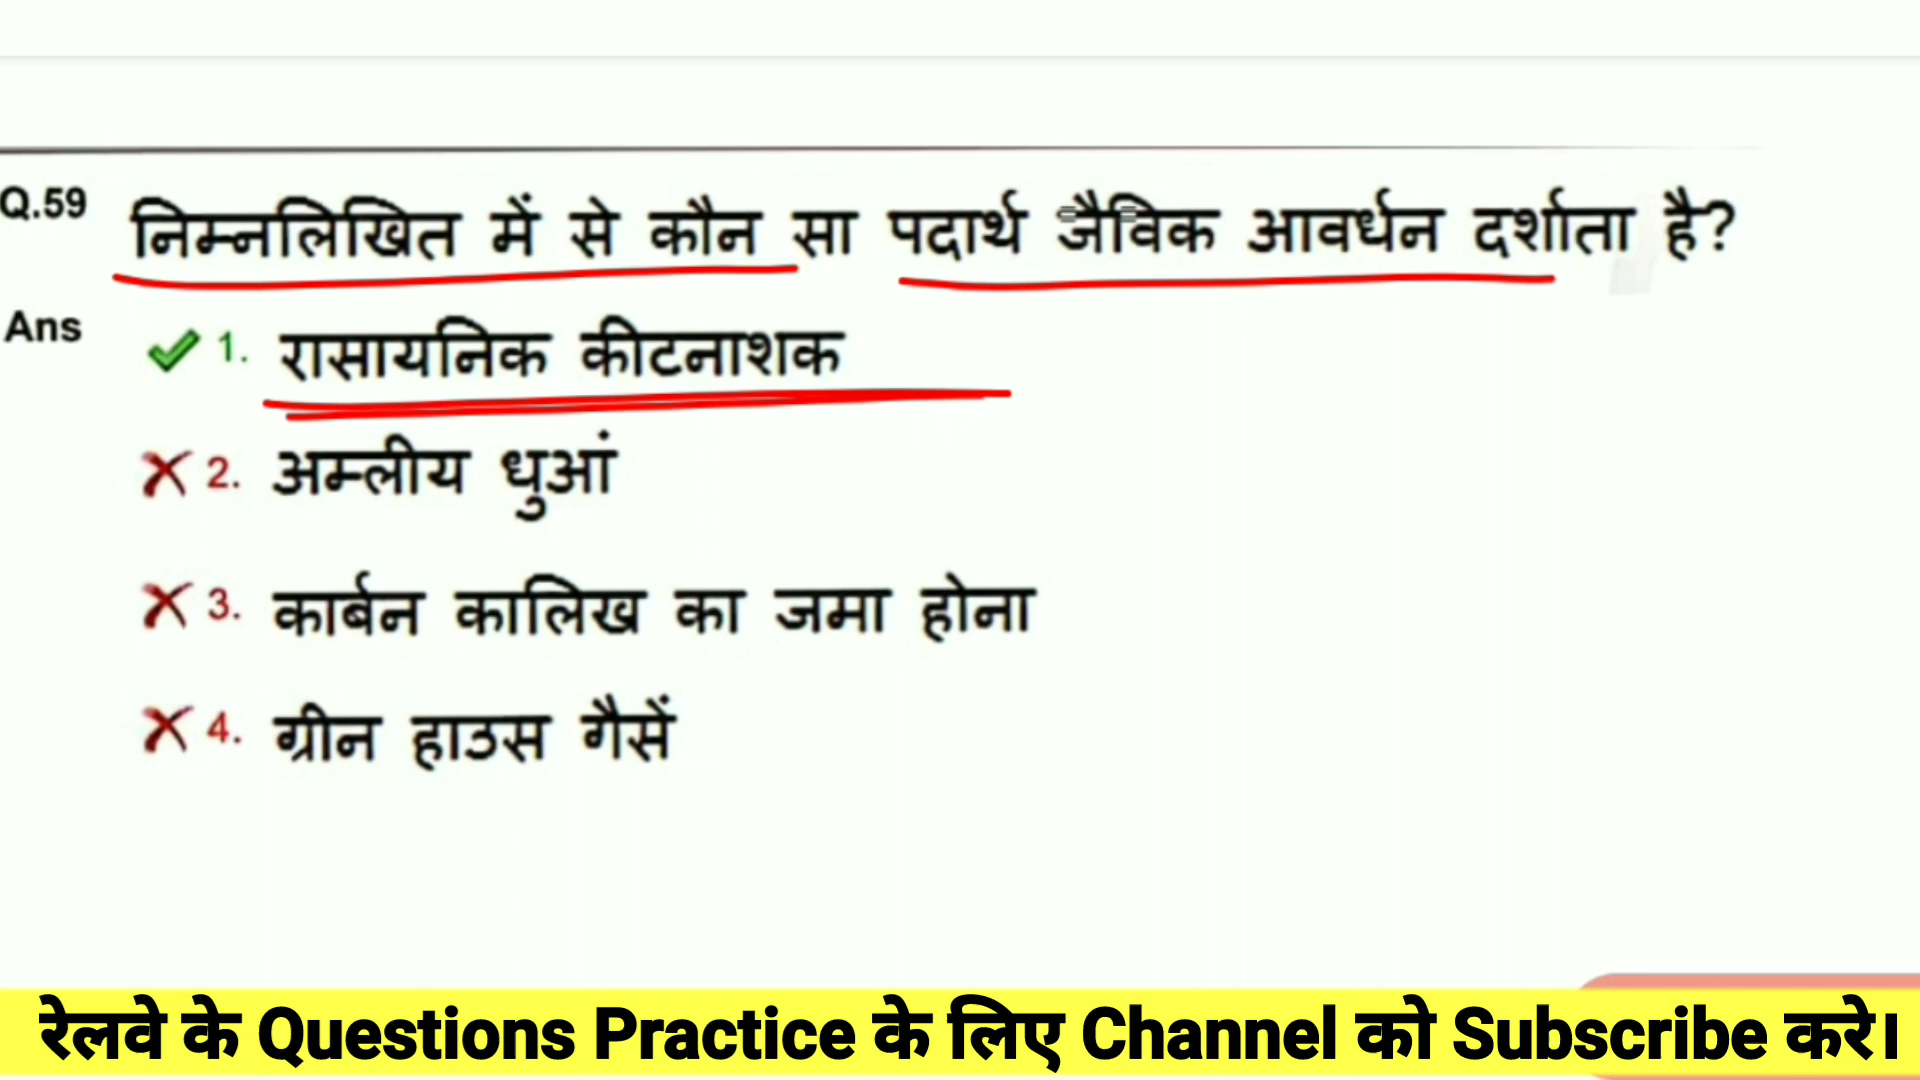 Q.59 निम्नलिखित में से कौन सा पदार्थ जैविक आवर्धन दर्शाता है?
Ans 1. रासायनिक कीटनाशक
2. अम्लीय धुआं
3. कार्बन कालिख का जमा होना
4. ग्रीन हाउस गैसें
रेलवे के Questions Practice के लिए Channel को Subscribe करे।